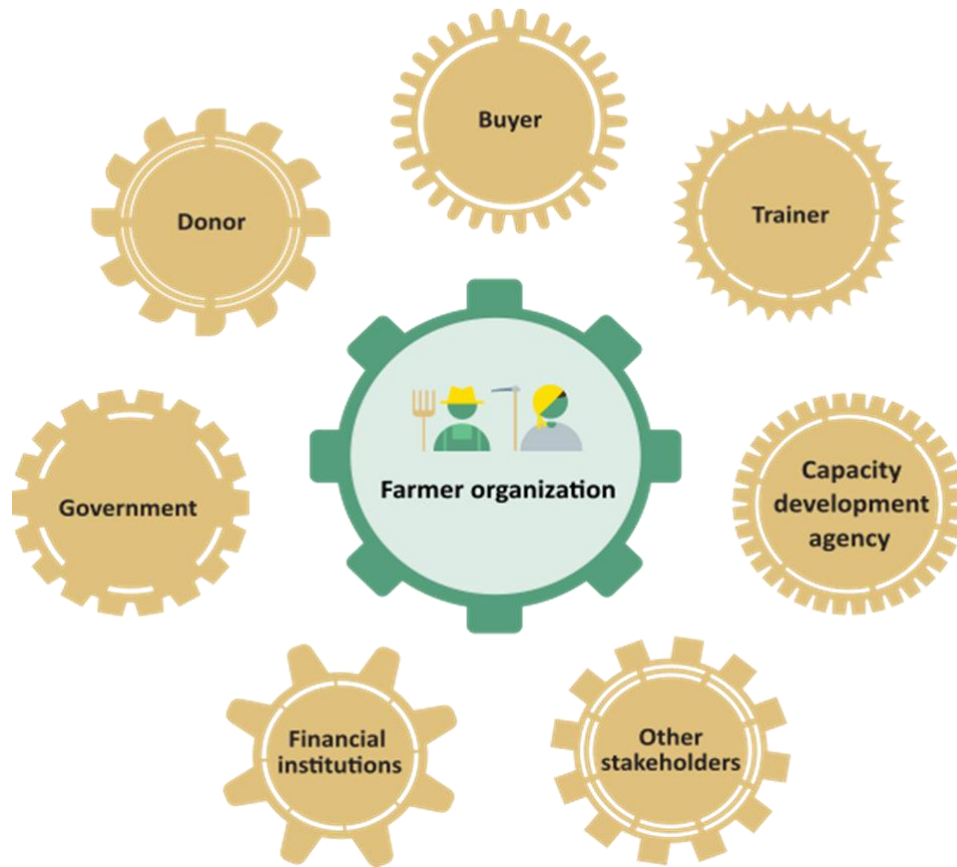 Buyer
Donor
Trainer
Farmer organization
Government
Capacity
development
agency
Financial
institutions
Other
stakeholders